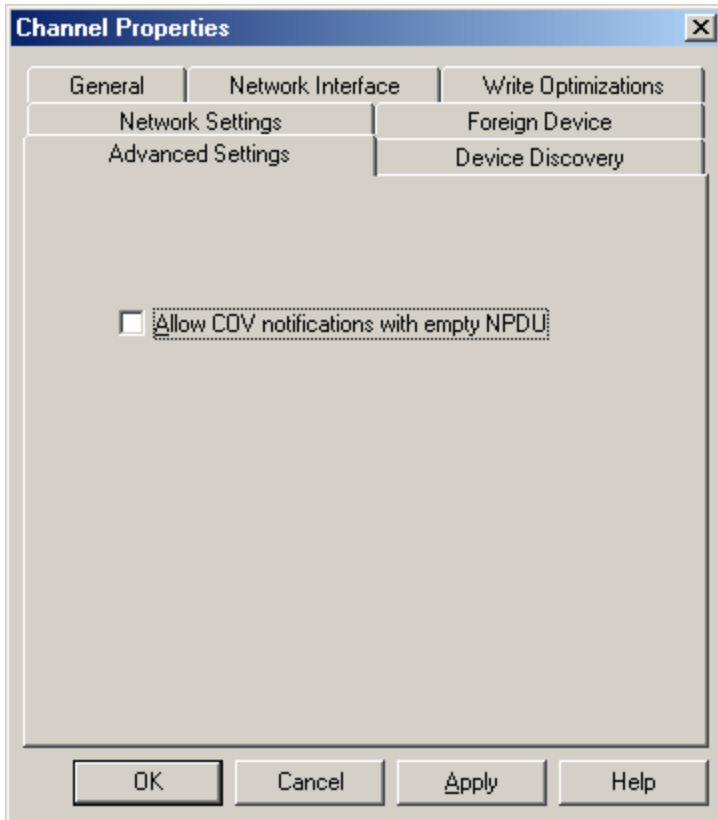 Channel Properties
General Network Interface Write Optimizations
Network Settings Foreign Device
Advanced Settings Device Discovery
Allow COV notifications with empty NPDU
OK Cancel Apply Help